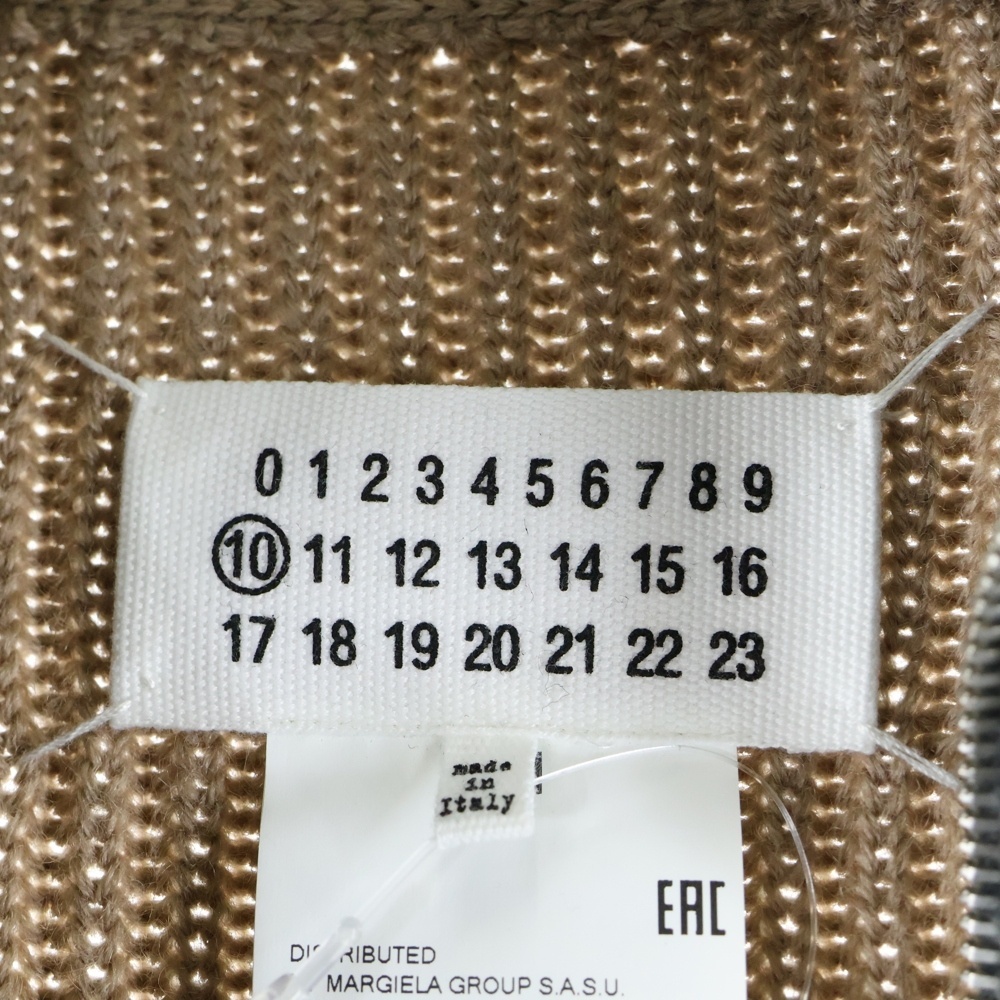 0 1 2 3 4 5 6 7 8 9
10 11 12 13 14 15 16
17 18 19 20 21 22 23
made
in
Italy
EAC
MARGIELA GROUP S.A.S.U.